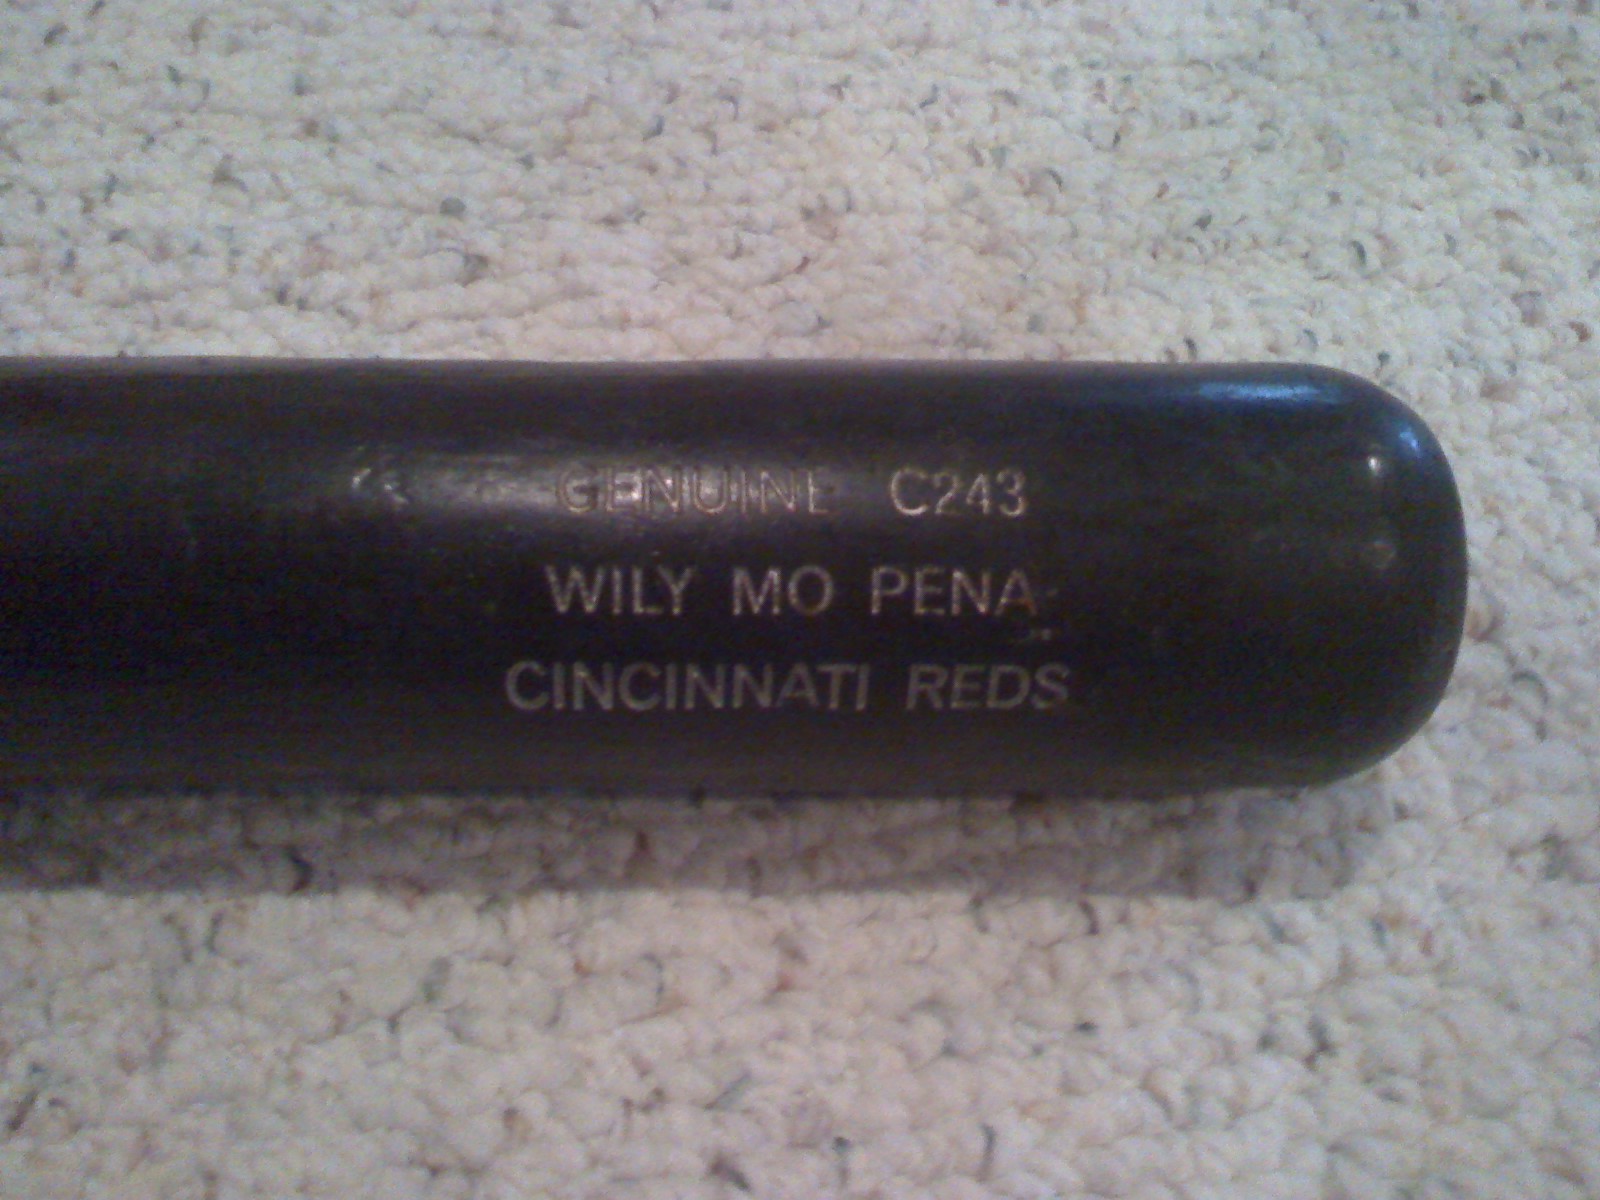 GENUINE C243
WILY MO PENA
CINCINNATI REDS